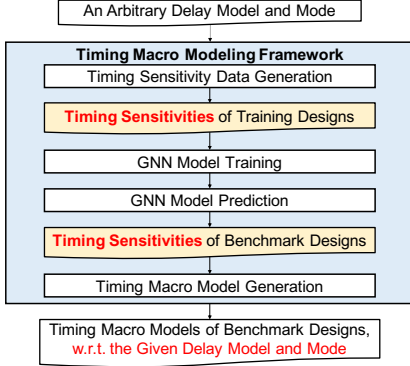 An Arbitrary Delay Model and Mode
Timing Macro Modeling Framework
Timing Sensitivity Data Generation
Timing Sensitivities of Training Designs
GNN Model Training
GNN Model Prediction
Timing Sensitivities of Benchmark Designs
Timing Macro Model Generation
Timing Macro Models of Benchmark Designs,
w.r.t. the Given Delay Model and Mode